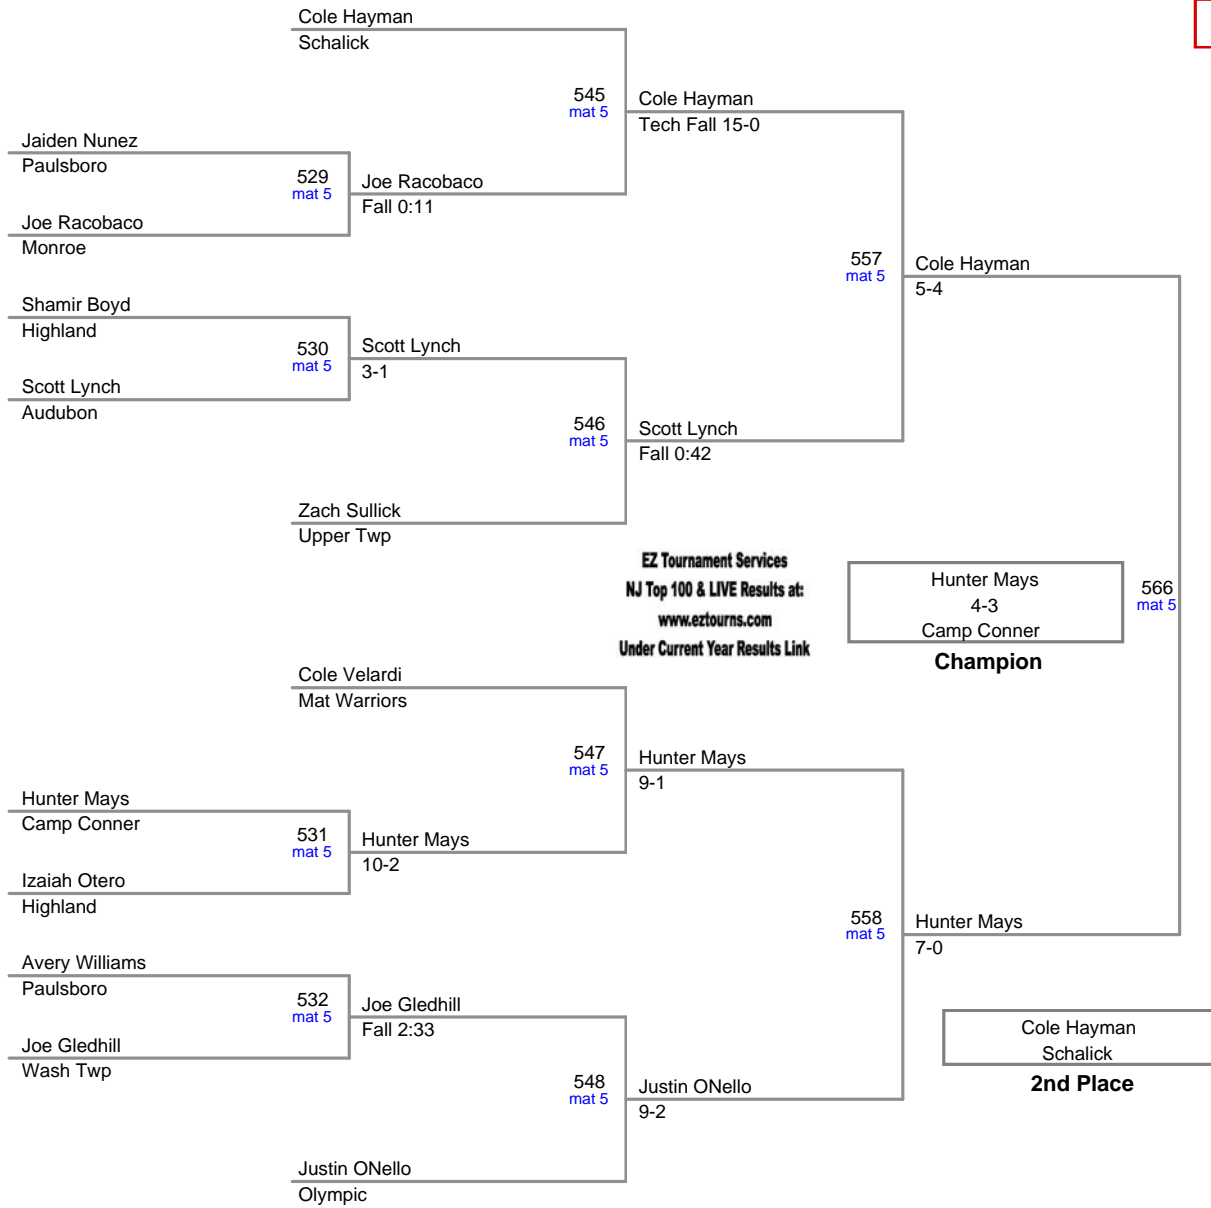 Cole Hayman
Schalick
545
mat 5
Cole Hayman
Tech Fall 15-0
Jaiden Nunez
Paulsboro
529
mat 5
Joe Racobaco
Fall 0:11
Joe Racobaco
Monroe
557
mat 5
Cole Hayman
5-4
Shamir Boyd
Highland
530
mat 5
Scott Lynch
3-1
Scott Lynch
Audubon
546
mat 5
Scott Lynch
Fall 0:42
Zach Sullick
Upper Twp
EZ Tournament Services
NJ Top 100 & LIVE Results at:
www.eztourns.com
Under Current Year Results Link
Hunter Mays
4-3
Camp Conner
Champion
566
mat 5
Cole Velardi
Mat Warriors
547
mat 5
Hunter Mays
9-1
Hunter Mays
Camp Conner
531
mat 5
Hunter Mays
10-2
Izaiah Otero
Highland
558
mat 5
Hunter Mays
7-0
Avery Williams
Paulsboro
532
mat 5
Joe Gledhill
Fall 2:33
Joe Gledhill
Wash Twp
Cole Hayman
Schalick
2nd Place
548
mat 5
Justin ONello
9-2
Justin ONello
Olympic